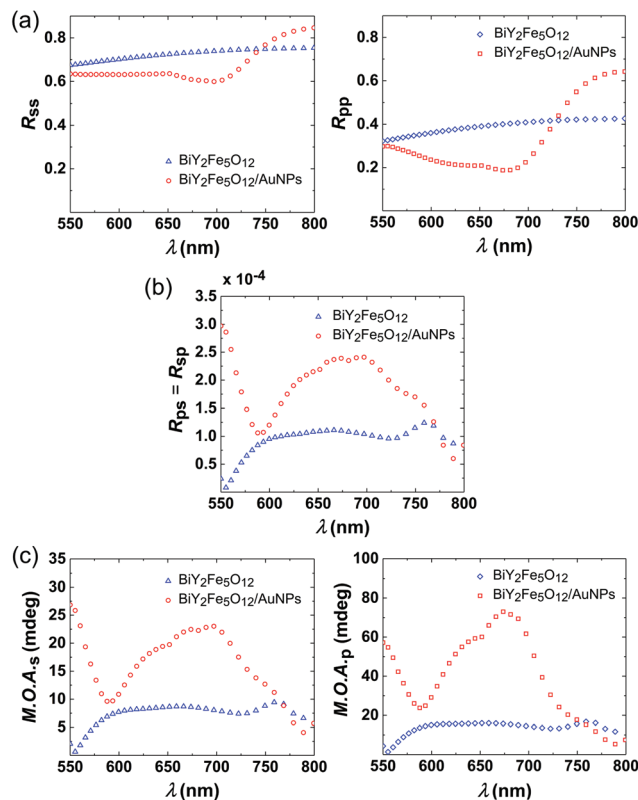 (a)
0.8
0.6
0.4
0.2
Rss
BiY2Fe5O12
BiY2Fe5O12/AuNPs
550 600 650 700 750 800
λ (nm)
0.8
0.6
0.4
0.2
Rpp
BiY2Fe5O12
BiY2Fe5O12/AuNPs
550 600 650 700 750 800
λ (nm)
(b)
x 10-4
3.5
3.0
2.5
2.0
1.5
1.0
0.5
Rps = Rsp
BiY2Fe5O12
BiY2Fe5O12/AuNPs
550 600 650 700 750 800
λ (nm)
(c)
35
30
25
20
15
10
5
M.O.A.s (mdeg)
BiY2Fe5O12
BiY2Fe5O12/AuNPs
550 600 650 700 750 800
λ (nm)
100
80
60
40
20
M.O.A.p (mdeg)
BiY2Fe5O12
BiY2Fe5O12/AuNPs
550 600 650 700 750 800
λ (nm)